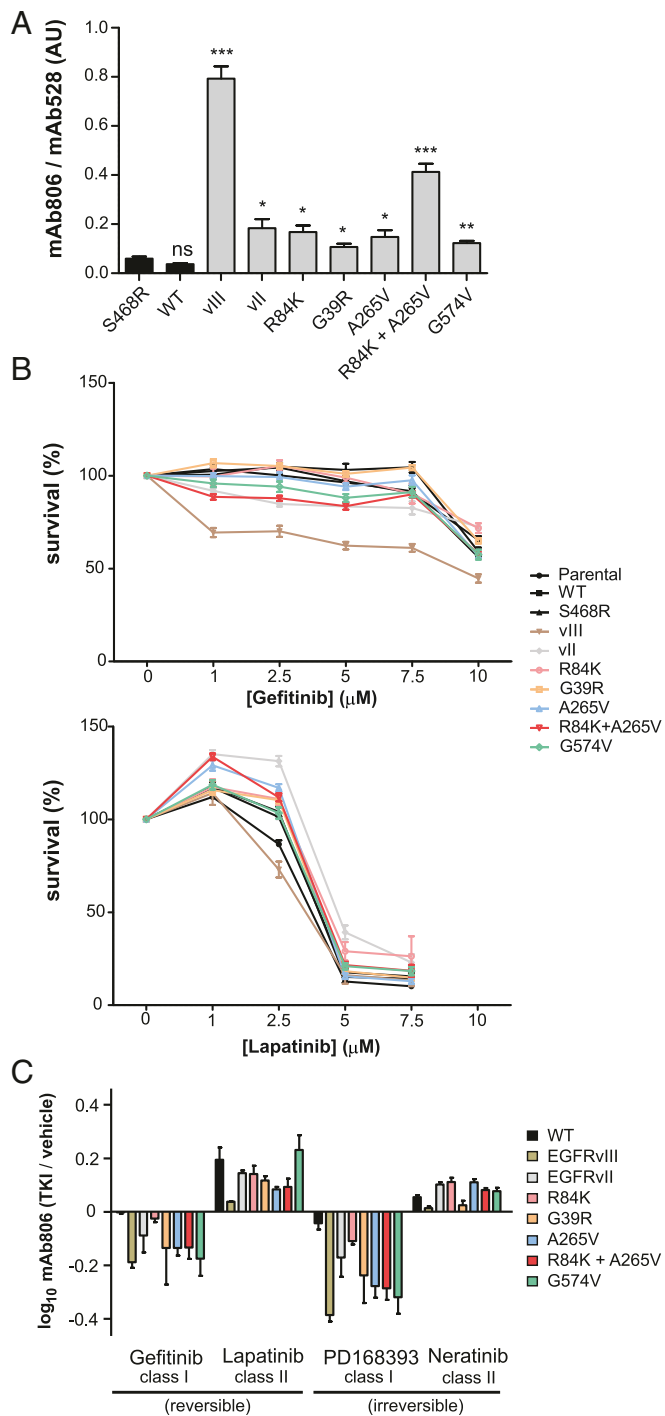 A
mAb806 / mAb528 (AU)
1.0
0.8
0.6
0.4
0.2
0.0
ns
***
*
*
*
*
***
**
S468R
WT
vIII
vII
R84K
G39R
A265V
R84K + A265V
G574V
B
survival (%)
150
100
50
0
0
1
2.5
5
7.5
10
[Gefitinib] (μM)
Parental
WT
S468R
vIII
vII
R84K
G39R
A265V
R84K+A265V
G574V
survival (%)
150
100
50
0
0
1
2.5
5
7.5
10
[Lapatinib] (μM)
C
log10 mAb806 (TKI / vehicle)
0.4
0.2
0
-0.2
-0.4
WT
EGFRvIII
EGFRvII
R84K
G39R
A265V
R84K + A265V
G574V
Gefitinib Lapatinib PD168393 Neratinib
class I class II class I class II
(reversible) (irreversible)